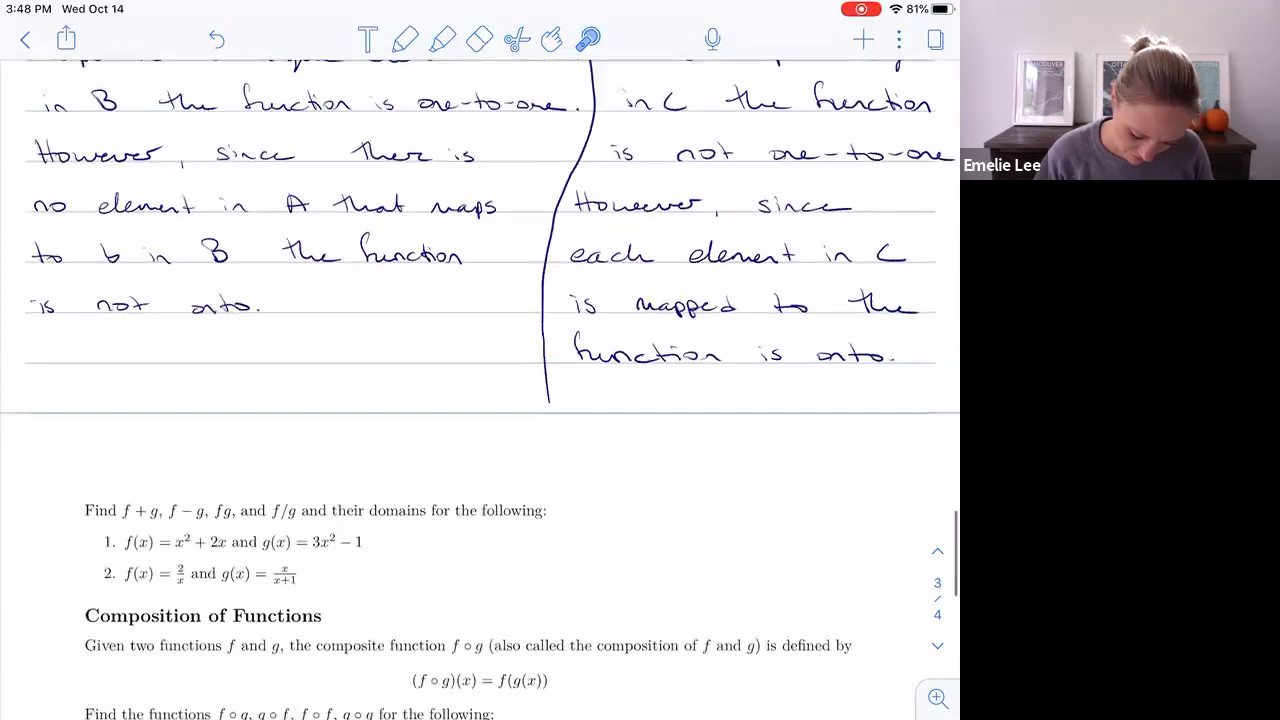 3:48 PM Wed Oct 14
81%
in B the function is one-to-one.
However, since ther is
no element in A that maps
to b in B the function
is not onto.
in C the function
is not one-to-one
However, since
each element in C
is mapped to the
function is onto.
Find f + g, f − g, fg, and f/g and their domains for the following:
1. f(x) = x² + 2x and g(x) = 3x² − 1
2. f(x) = 2/x and g(x) = x/(x+1)
Composition of Functions
Given two functions f and g, the composite function f ∘ g (also called the composition of f and g) is defined by
(f ∘ g)(x) = f(g(x))
Find the functions f ∘ g, g ∘ f, f ∘ f, g ∘ g for the following:
3
/
4
VANCOUVER
Emelie Lee